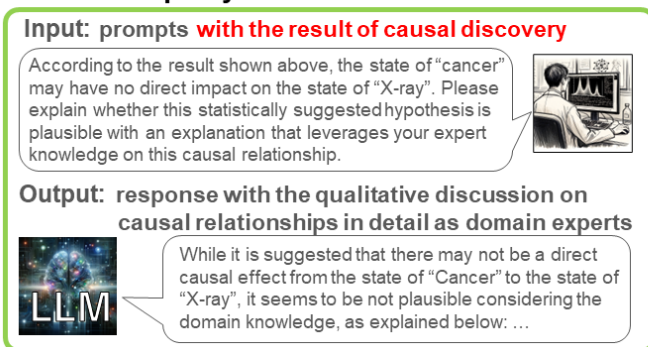 Input: prompts with the result of causal discovery
According to the result shown above, the state of “cancer”
may have no direct impact on the state of “X-ray”. Please
explain whether this statistically suggested hypothesis is
plausible with an explanation that leverages your expert
knowledge on this causal relationship.
Output: response with the qualitative discussion on
causal relationships in detail as domain experts
While it is suggested that there may not be a direct
causal effect from the state of “Cancer” to the state of
“X-ray”, it seems to be not plausible considering the
domain knowledge, as explained below: …
LLM